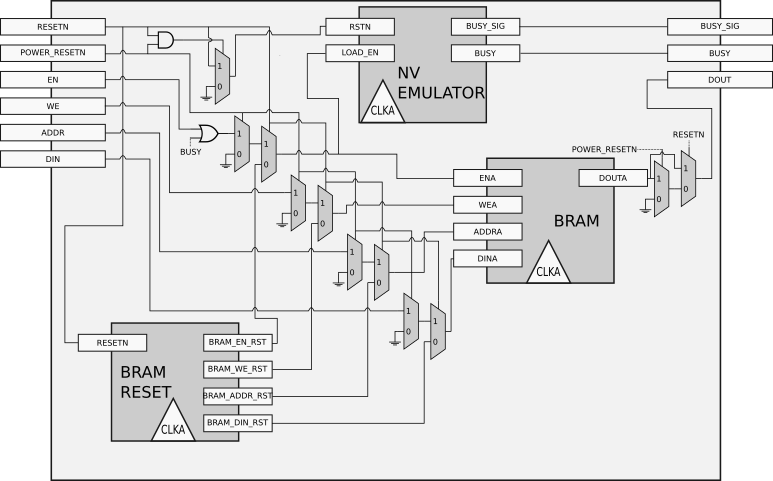 RESETN
POWER_RESETN
EN
WE
ADDR
DIN
BUSY
1
0
1
0
1
0
1
0
1
0
1
0
1
0
1
0
1
0
RSTN
LOAD_EN
BUSY_SIG
BUSY
NV
EMULATOR
CLKA
BUSY_SIG
BUSY
DOUT
ENA
WEA
ADDRA
DINA
DOUTA
BRAM
CLKA
POWER_RESETN
RESETN
1
0
1
0
RESETN
BRAM
RESET
CLKA
BRAM_EN_RST
BRAM_WE_RST
BRAM_ADDR_RST
BRAM_DIN_RST